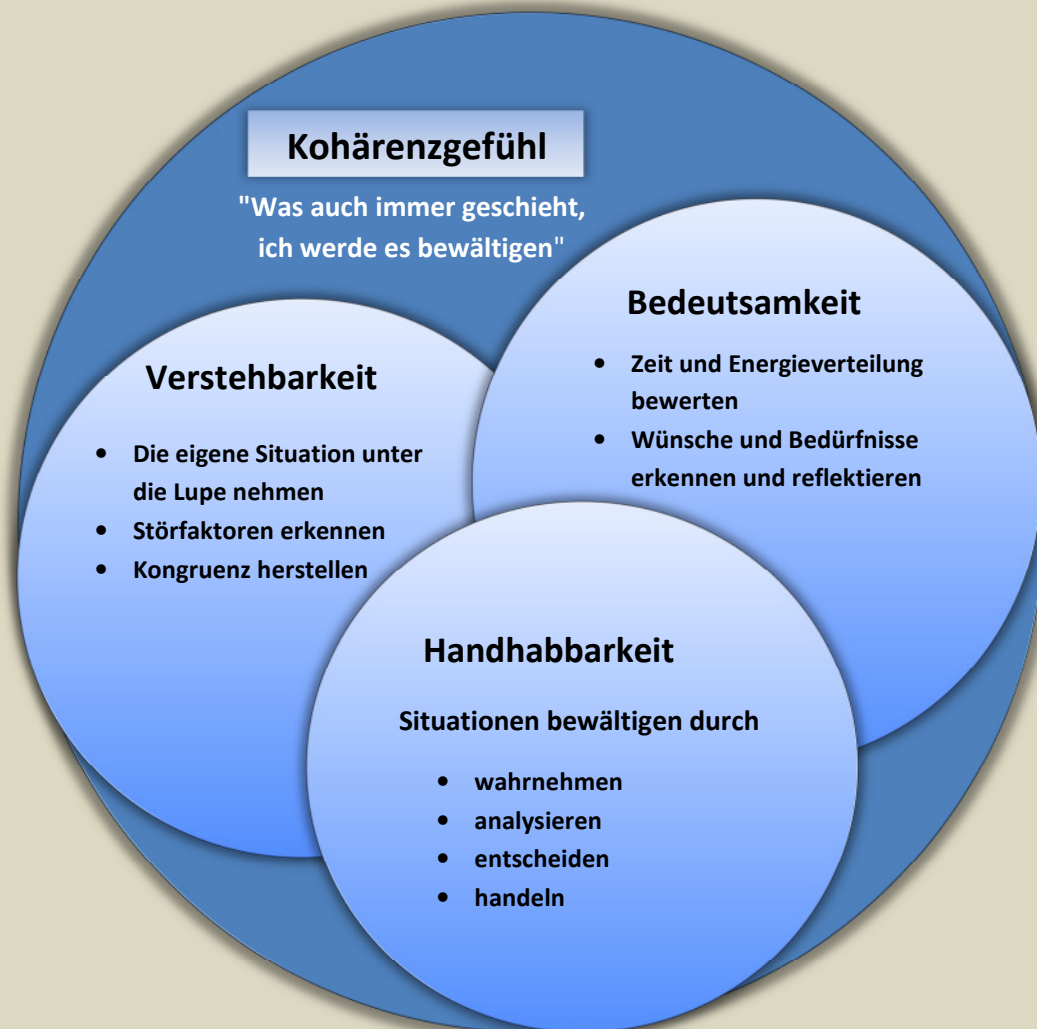 Kohärenzgefühl
"Was auch immer geschieht,
ich werde es bewältigen"
Verstehbarkeit
• Die eigene Situation unter
die Lupe nehmen
• Störfaktoren erkennen
• Kongruenz herstellen
Bedeutsamkeit
• Zeit und Energieverteilung
bewerten
• Wünsche und Bedürfnisse
erkennen und reflektieren
Handhabbarkeit
Situationen bewältigen durch
• wahrnehmen
• analysieren
• entscheiden
• handeln